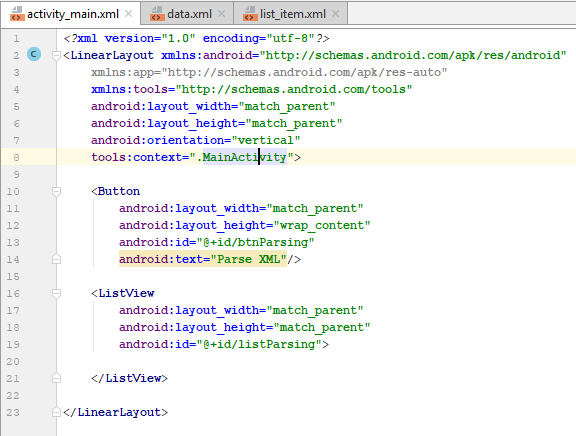 activity_main.xml × data.xml × list_item.xml ×
1 <?xml version="1.0" encoding="utf-8"?>
2 C <LinearLayout xmlns:android="http://schemas.android.com/apk/res/android"
3 xmlns:app="http://schemas.android.com/apk/res-auto"
4 xmlns:tools="http://schemas.android.com/tools"
5 android:layout_width="match_parent"
6 android:layout_height="match_parent"
7 android:orientation="vertical"
8 tools:context=".MainActivity">
9
10 <Button
11 android:layout_width="match_parent"
12 android:layout_height="wrap_content"
13 android:id="@+id/btnParsing"
14 android:text="Parse XML"/>
15
16 <ListView
17 android:layout_width="match_parent"
18 android:layout_height="match_parent"
19 android:id="@+id/listParsing">
20
21 </ListView>
22
23 </LinearLayout>